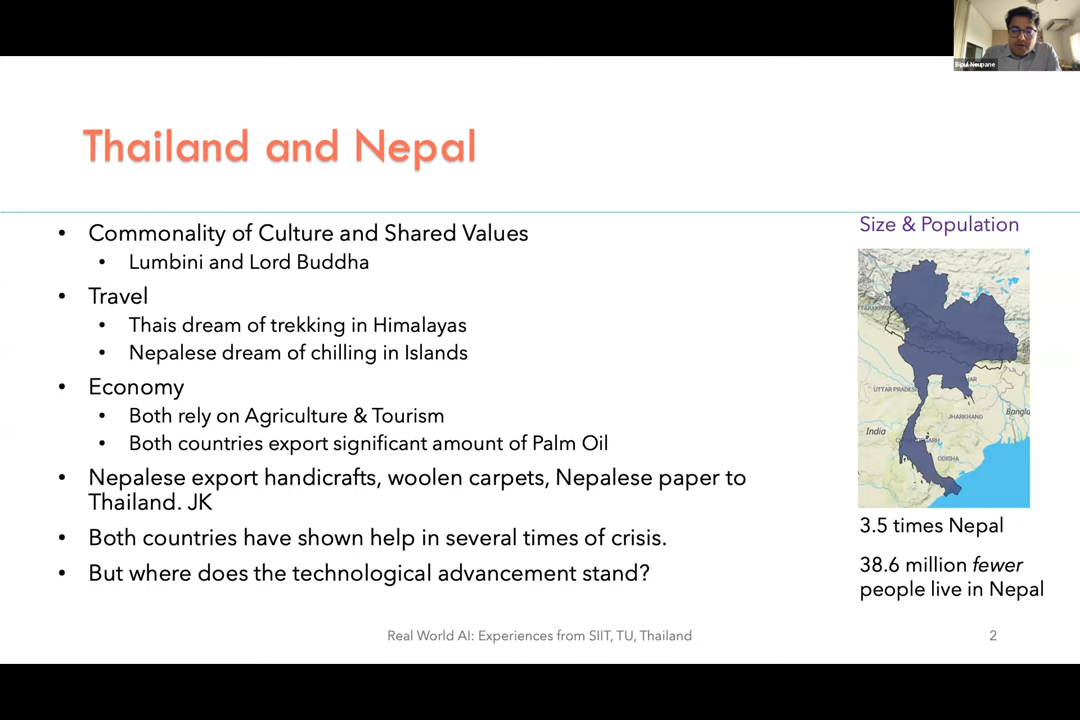 Bipul Neupane
Thailand and Nepal
• Commonality of Culture and Shared Values
• Lumbini and Lord Buddha
• Travel
• Thais dream of trekking in Himalayas
• Nepalese dream of chilling in Islands
• Economy
• Both rely on Agriculture & Tourism
• Both countries export significant amount of Palm Oil
• Nepalese export handicrafts, woolen carpets, Nepalese paper to
Thailand. JK
• Both countries have shown help in several times of crisis.
• But where does the technological advancement stand?
Size & Population
UTTAR PRADESH
JHARKHAND
Bangla
India
ODISHA
3.5 times Nepal
38.6 million fewer
people live in Nepal
Real World AI: Experiences from SIIT, TU, Thailand
2